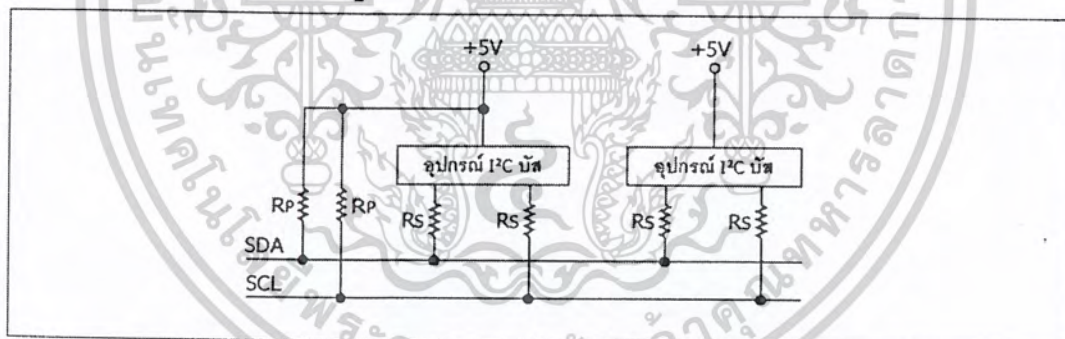 +5V +5V
อุปกรณ์ I²C บัส อุปกรณ์ I²C บัส
RP RP RS RS RS RS
SDA
SCL